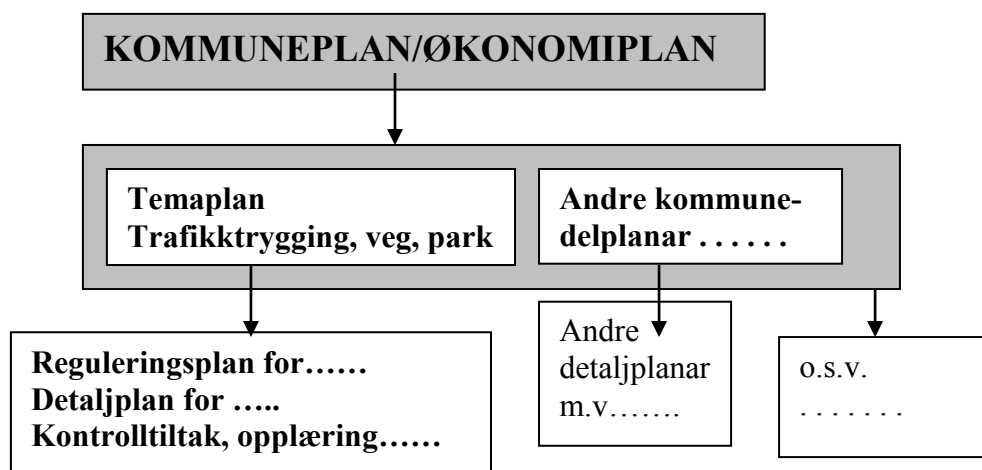 KOMMUNEPLAN/ØKONOMIPLAN
Temaplan
Trafikktrygging, veg, park
Andre kommune-
delplanar . . . . . .
Reguleringsplan for……
Detaljplan for …..
Kontrolltiltak, opplæring……
Andre
detaljplanar
m.v…….
o.s.v.
. . . . . . .